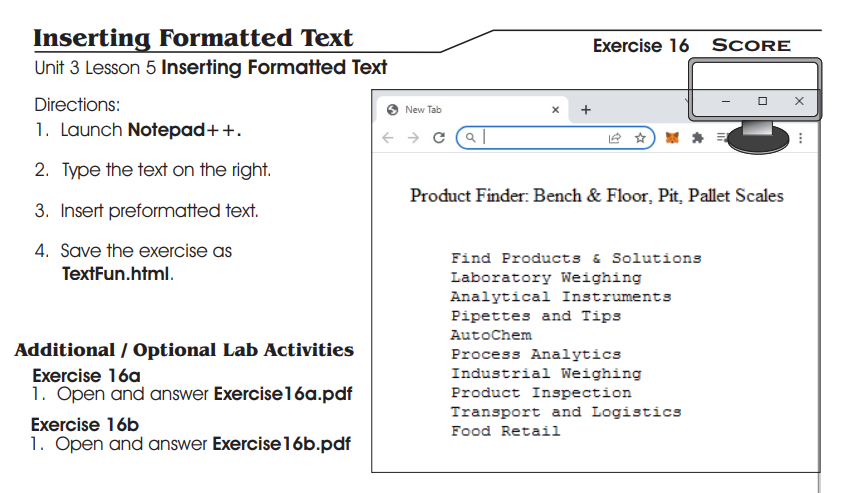 Inserting Formatted Text
Exercise 16 SCORE
Unit 3 Lesson 5 Inserting Formatted Text
Directions:
1. Launch Notepad++.
2. Type the text on the right.
3. Insert preformatted text.
4. Save the exercise as
TextFun.html.
Additional / Optional Lab Activities
Exercise 16a
1. Open and answer Exercise16a.pdf
Exercise 16b
1. Open and answer Exercise16b.pdf
New Tab
Product Finder: Bench & Floor, Pit, Pallet Scales
Find Products & Solutions
Laboratory Weighing
Analytical Instruments
Pipettes and Tips
AutoChem
Process Analytics
Industrial Weighing
Product Inspection
Transport and Logistics
Food Retail